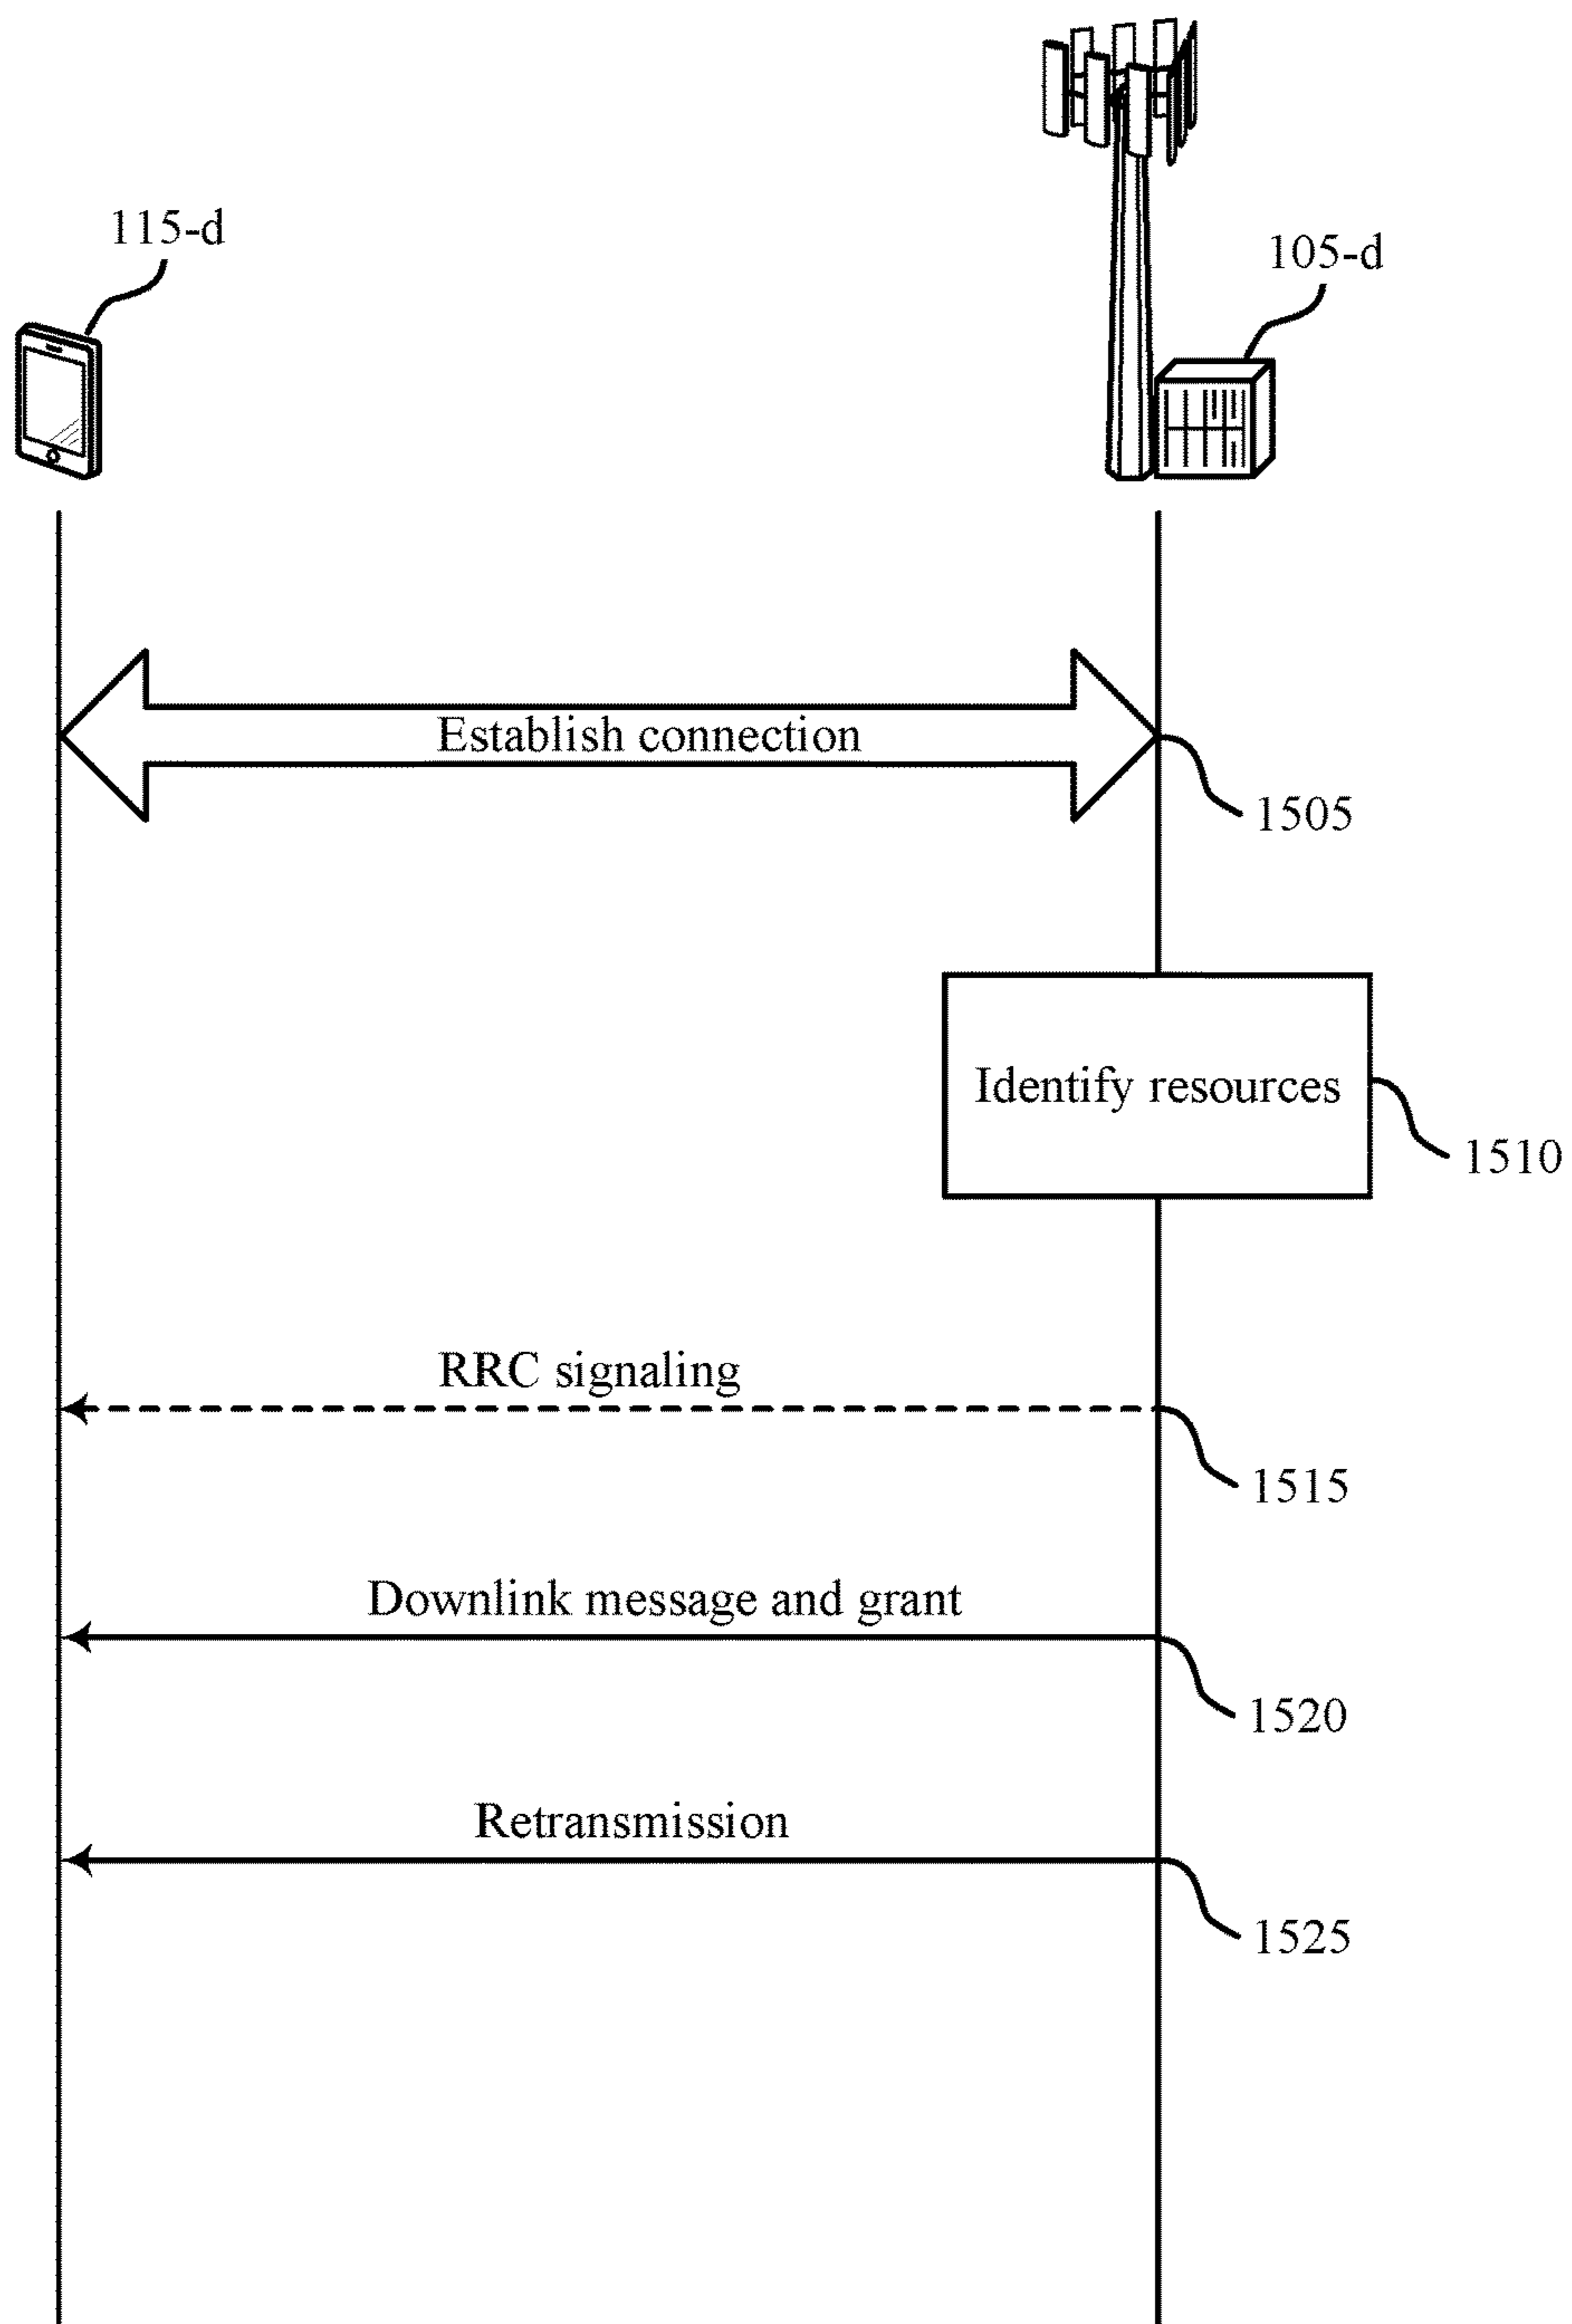 115-d
105-d
Establish connection
1505
Identify resources
1510
RRC signaling
1515
Downlink message and grant
1520
Retransmission
1525